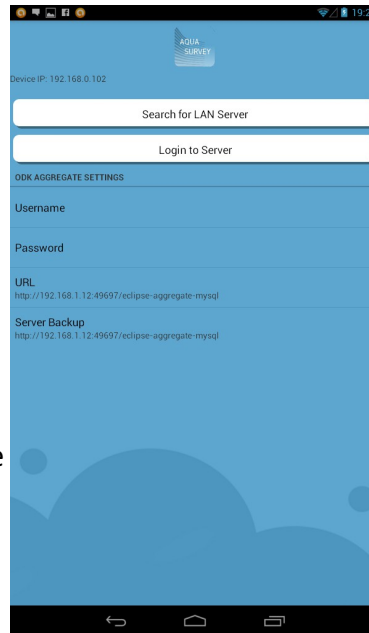 19:2
AQUA
SURVEY
Device IP: 192.168.0.102
Search for LAN Server
Login to Server
ODK AGGREGATE SETTINGS
Username
Password
URL
http://192.168.1.12:49697/eclipse-aggregate-mysql
Server Backup
http://192.168.1.12:49697/eclipse-aggregate-mysql
e